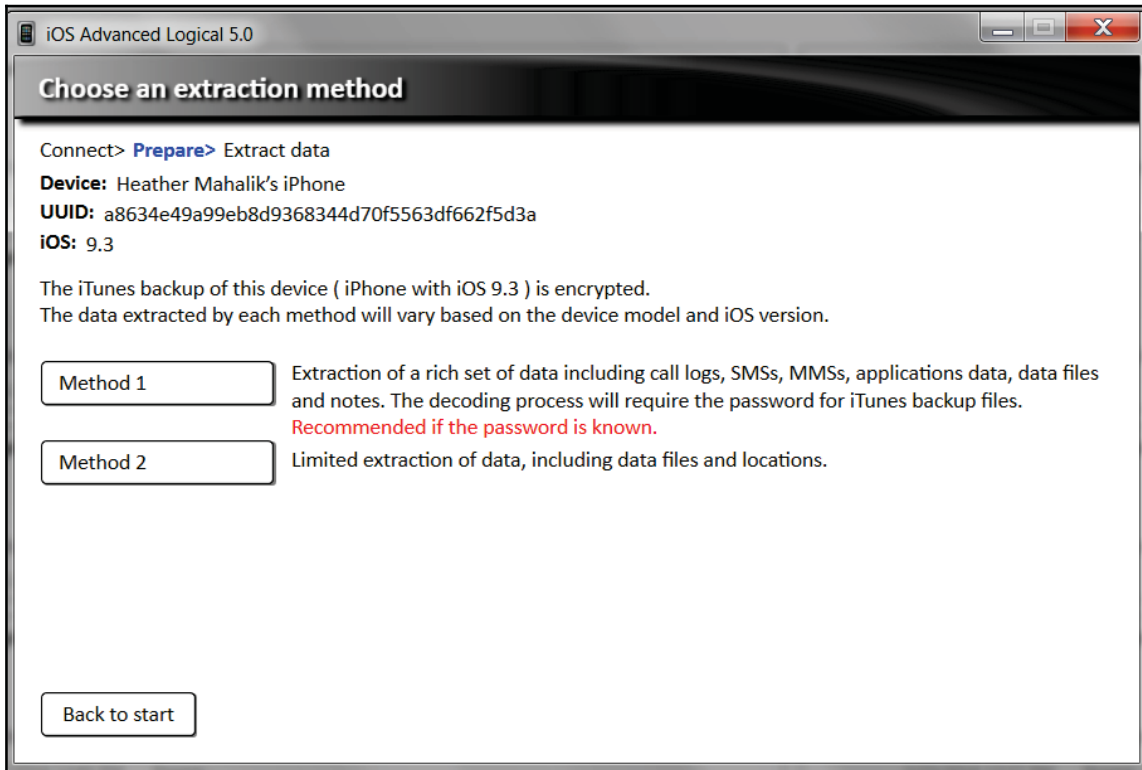 iOS Advanced Logical 5.0
Choose an extraction method
Connect> Prepare> Extract data
Device: Heather Mahalik's iPhone
UUID: a8634e49a99eb8d9368344d70f5563df662f5d3a
iOS: 9.3
The iTunes backup of this device ( iPhone with iOS 9.3 ) is encrypted.
The data extracted by each method will vary based on the device model and iOS version.
Method 1
Extraction of a rich set of data including call logs, SMSs, MMSs, applications data, data files
and notes. The decoding process will require the password for iTunes backup files.
Recommended if the password is known.
Method 2
Limited extraction of data, including data files and locations.
Back to start